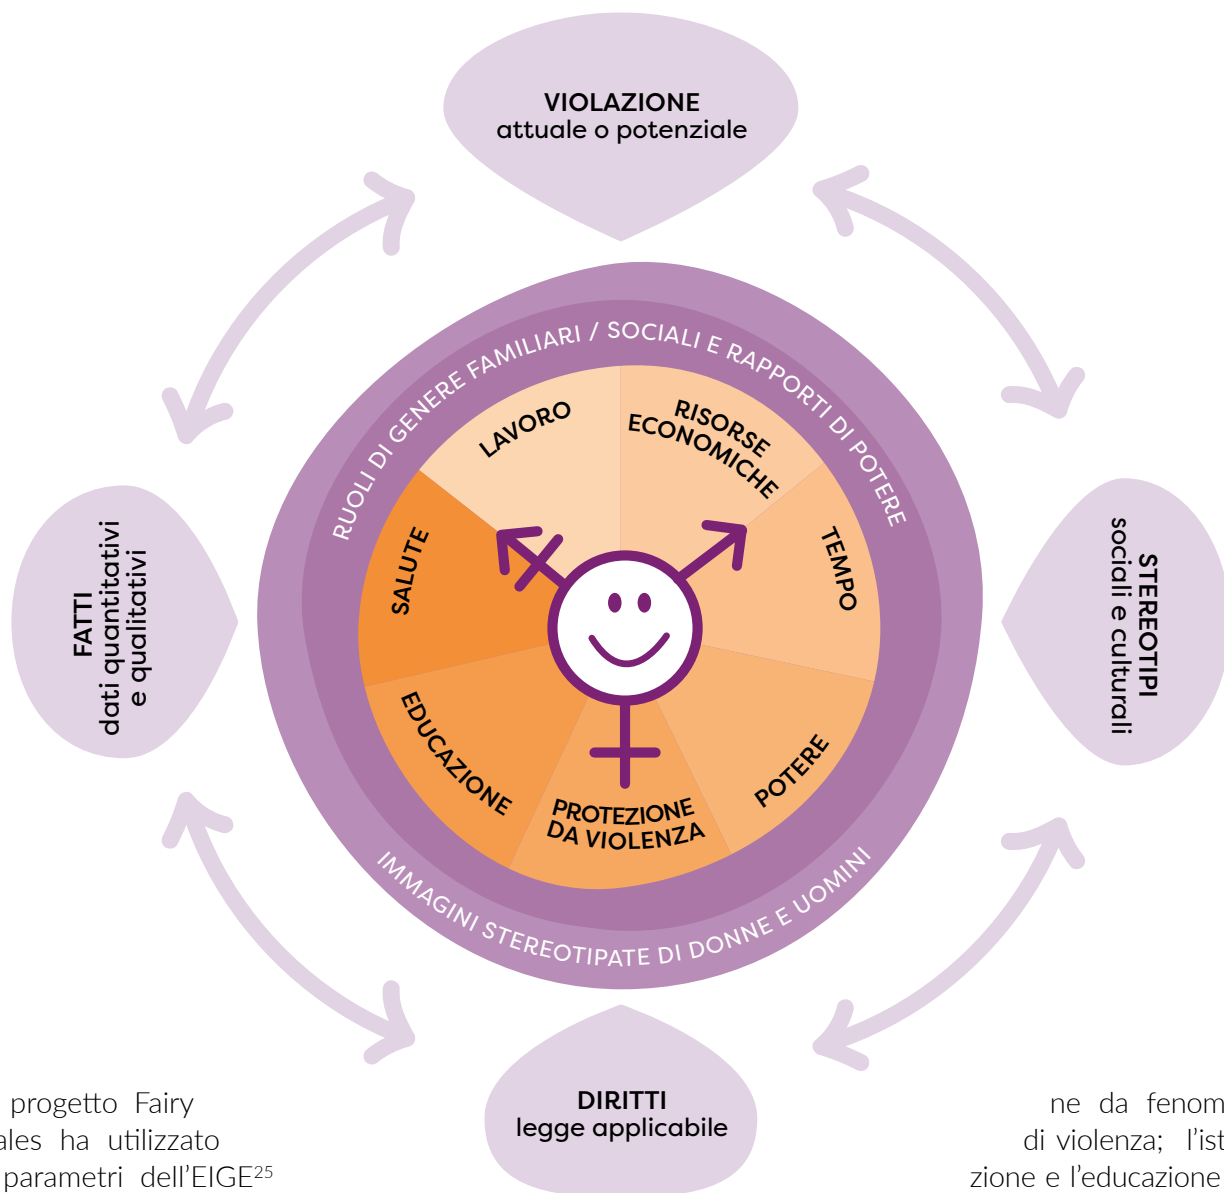 VIOLAZIONE
attuale o potenziale
RUOLI DI GENERE FAMILIARI / SOCIALI E RAPPORTI DI POTERE
LAVORO
RISORSE
ECONOMICHE
TEMPO
SALUTE
FATTI
dati quantitativi
e qualitativi
STEREOTIPI
sociali e culturali
EDUCAZIONE
PROTEZIONE
DA VIOLENZA
POTERE
IMMAGINI STEREOTIPATE DI DONNE E UOMINI
DIRITTI
legge applicabile
progetto Fairy
ales ha utilizzato
parametri dell'EIGE²⁵
ne da fenom
di violenza; l'ist
zione e l'educazione